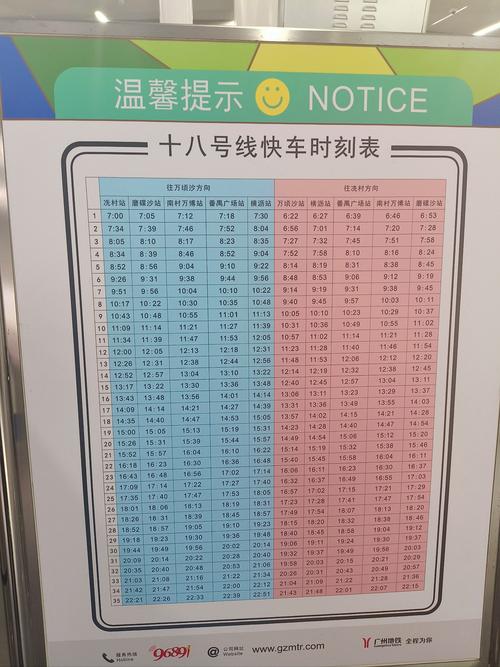 温馨提示 NOTICE
十八号线快车时刻表
往万顷沙方向 往冼村方向
冼村站 磨碟沙站 南村万博站 番禺广场站 横沥站 万顷沙站 横沥站 番禺广场站 南村万博站 磨碟沙站
1 7:00 7:05 7:12 7:18 7:30 6:22 6:27 6:39 6:46 6:53
2 7:34 7:39 7:46 7:52 8:04 6:56 7:01 7:14 7:20 7:28
3 8:05 8:10 8:17 8:23 8:35 7:27 7:32 7:45 7:51 7:58
4 8:34 8:39 8:46 8:52 9:04 7:52 7:58 8:10 8:16 8:24
5 8:52 8:56 9:04 9:10 9:22 8:14 8:19 8:31 8:38 8:45
6 9:26 9:31 9:38 9:44 9:56 8:48 8:53 9:06 9:12 9:19
7 9:51 9:56 10:04 10:10 10:22 9:14 9:19 9:31 9:38 9:45
8 10:17 10:22 10:30 10:35 10:48 9:40 9:45 9:57 10:03 10:11
9 10:43 10:48 10:55 11:01 11:13 10:05 10:10 10:23 10:29 10:37
10 11:09 11:14 11:21 11:27 11:39 10:31 10:36 10:49 10:55 11:02
11 11:34 11:39 11:47 11:53 12:05 10:57 11:02 11:14 11:21 11:28
12 12:00 12:05 12:13 12:18 12:31 11:23 11:28 11:40 11:46 11:54
13 12:26 12:31 12:38 12:44 12:56 11:48 11:53 12:06 12:12 12:20
14 12:52 12:57 13:04 13:10 13:22 12:14 12:19 12:32 12:38 12:45
15 13:17 13:22 13:30 13:36 13:48 12:40 12:45 12:57 13:04 13:11
16 13:43 13:48 13:56 14:01 14:14 13:06 13:11 13:23 13:29 13:37
17 14:09 14:14 14:21 14:27 14:39 13:31 13:36 13:49 13:55 14:03
18 14:35 14:40 14:47 14:53 15:05 13:57 14:02 14:15 14:21 14:28
19 15:00 15:05 15:13 15:19 15:31 14:23 14:28 14:40 14:47 14:54
20 15:26 15:31 15:39 15:44 15:57 14:49 14:54 15:06 15:12 15:20
21 15:52 15:57 16:04 16:10 16:22 15:14 15:19 15:32 15:38 15:46
22 16:18 16:23 16:30 16:36 16:48 15:40 15:45 15:58 16:04 16:11
23 16:43 16:48 16:56 17:02 17:14 16:06 16:11 16:23 16:30 16:37
24 17:09 17:14 17:22 17:27 17:40 16:32 16:37 16:49 16:55 17:03
25 17:35 17:40 17:47 17:53 18:05 16:57 17:02 17:15 17:21 17:29
26 18:01 18:06 18:13 18:19 18:31 17:23 17:28 17:41 17:47 17:54
27 18:26 18:31 18:39 18:45 18:57 17:49 17:54 18:07 18:13 18:20
28 18:52 18:57 19:05 19:10 19:23 18:15 18:20 18:32 18:38 18:46
29 19:18 19:23 19:30 19:36 19:48 18:40 18:45 18:58 19:04 19:12
30 19:44 19:49 19:56 20:02 20:14 19:06 19:11 19:24 19:30
31 20:09 20:14 20:22 20:28 20:40 19:32 19:37 19:49 19:56 20:03
32 20:35 20:40 20:48 20:53 21:06 20:26 20:31 20:43 20:49 20:57
33 21:03 21:08 21:16 21:22 21:34 21:04 21:09 21:22 21:28 21:36
34 21:42 21:47 21:54 22:00 22:12 21:43 21:48 22:01 22:07 22:15
35 22:21 22:26 22:33 22:39 22:51
服务热线 Hotline 96891 公司网站 Website www.gzmtr.com 广州地铁 Guangzhou Metro 全程为你